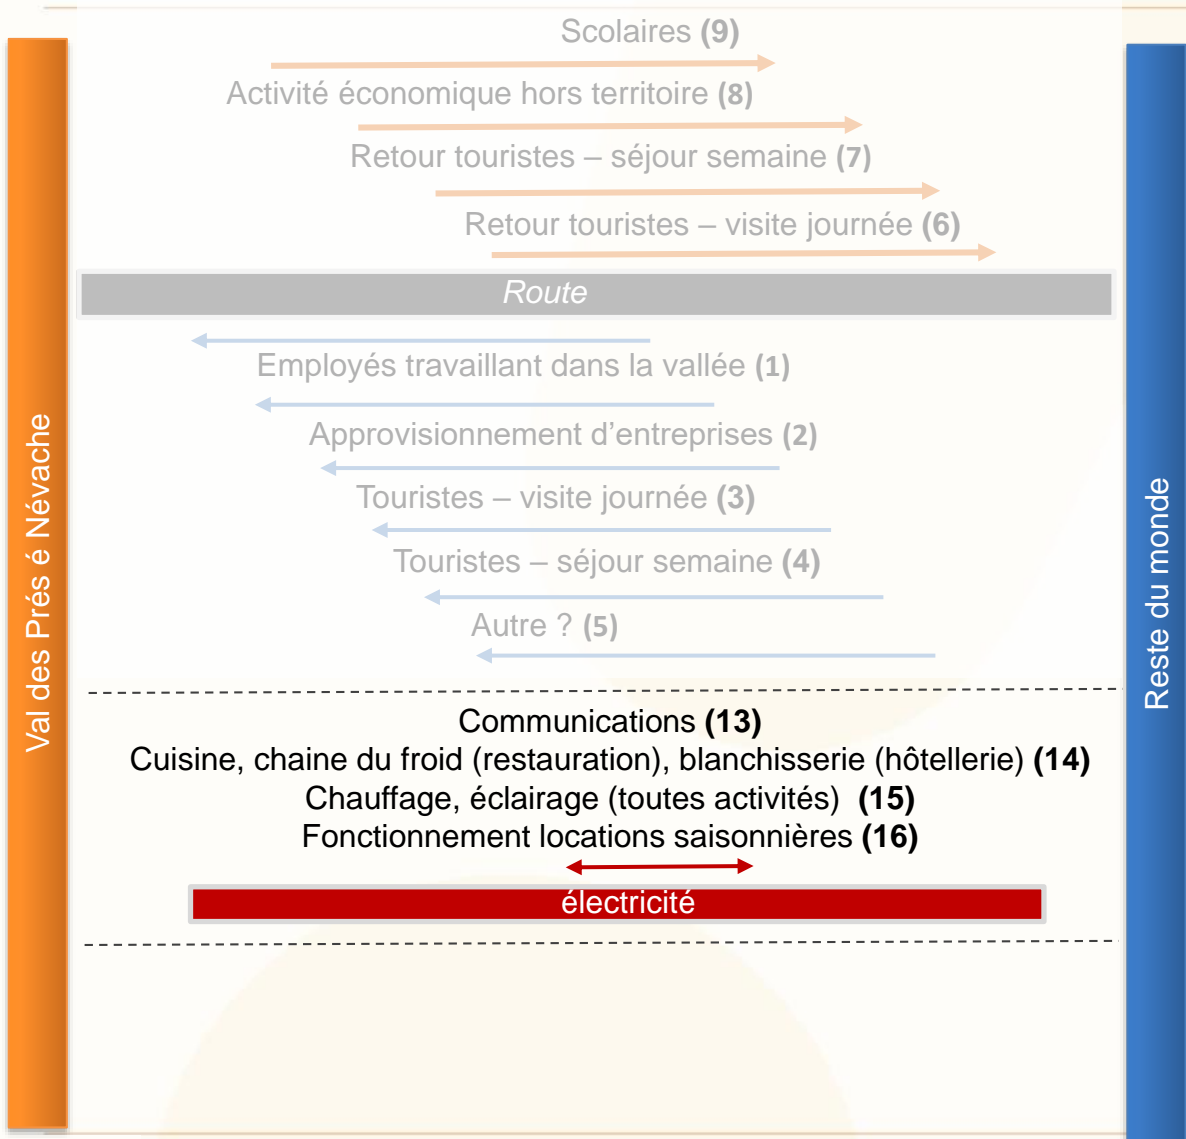 Scolaires (9)
Activité économique hors territoire (8)
Retour touristes – séjour semaine (7)
Retour touristes – visite journée (6)
Route
Employés travaillant dans la vallée (1)
Approvisionnement d’entreprises (2)
Touristes – visite journée (3)
Touristes – séjour semaine (4)
Autre ? (5)
Val des Prés é Névache
Reste du monde
Communications (13)
Cuisine, chaine du froid (restauration), blanchisserie (hôtellerie) (14)
Chauffage, éclairage (toutes activités) (15)
Fonctionnement locations saisonnières (16)
électricité